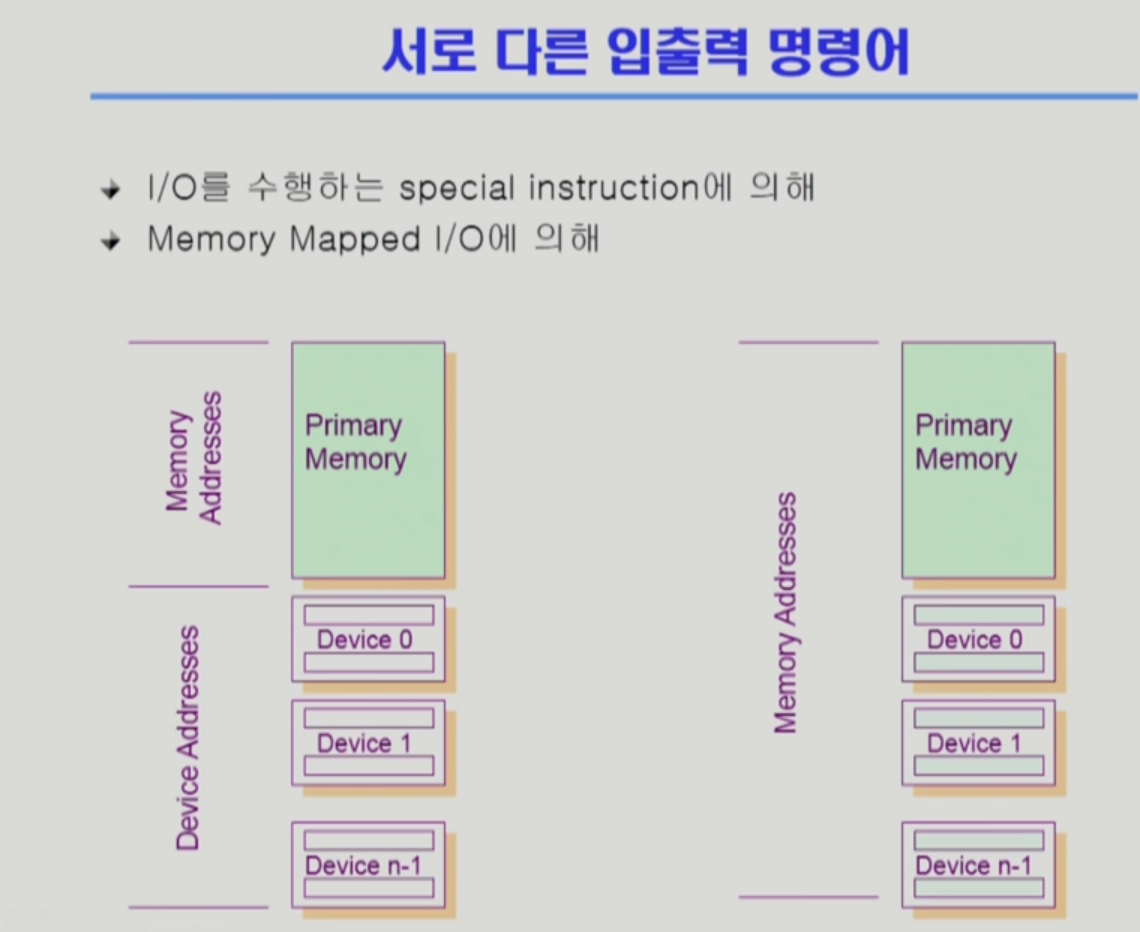 서로 다른 입출력 명령어
I/O를 수행하는 special instruction에 의해
Memory Mapped I/O에 의해
Memory
Addresses
Primary
Memory
Device Addresses
Device 0
Device 1
Device n-1
Memory Addresses
Primary
Memory
Device 0
Device 1
Device n-1